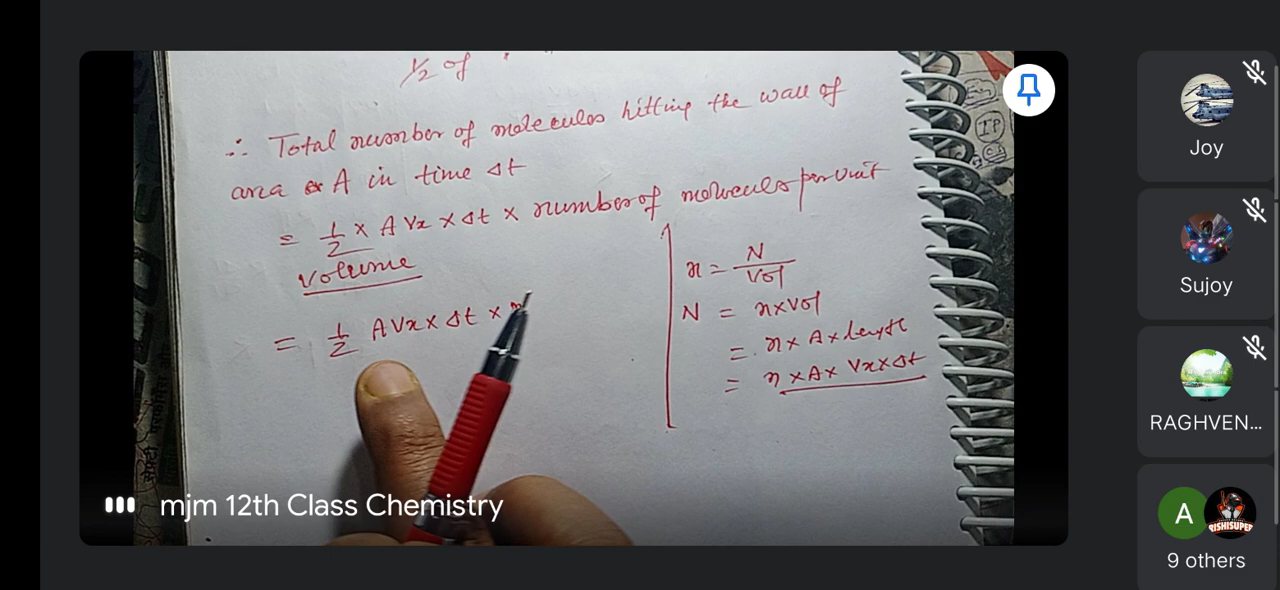 1/2 of
∴ Total number of molecules hitting the wall of
area A in time Δt
= 1/2 × A Vx × Δt × number of molecules per unit
volume
= 1/2 AVx × Δt × n
n = N/Vol
N = n×Vol
= n × A × length
= n × A × Vx × Δt
IP
mjm 12th Class Chemistry
Joy
Sujoy
RAGHVEN...
A
RISHISUPER
9 others